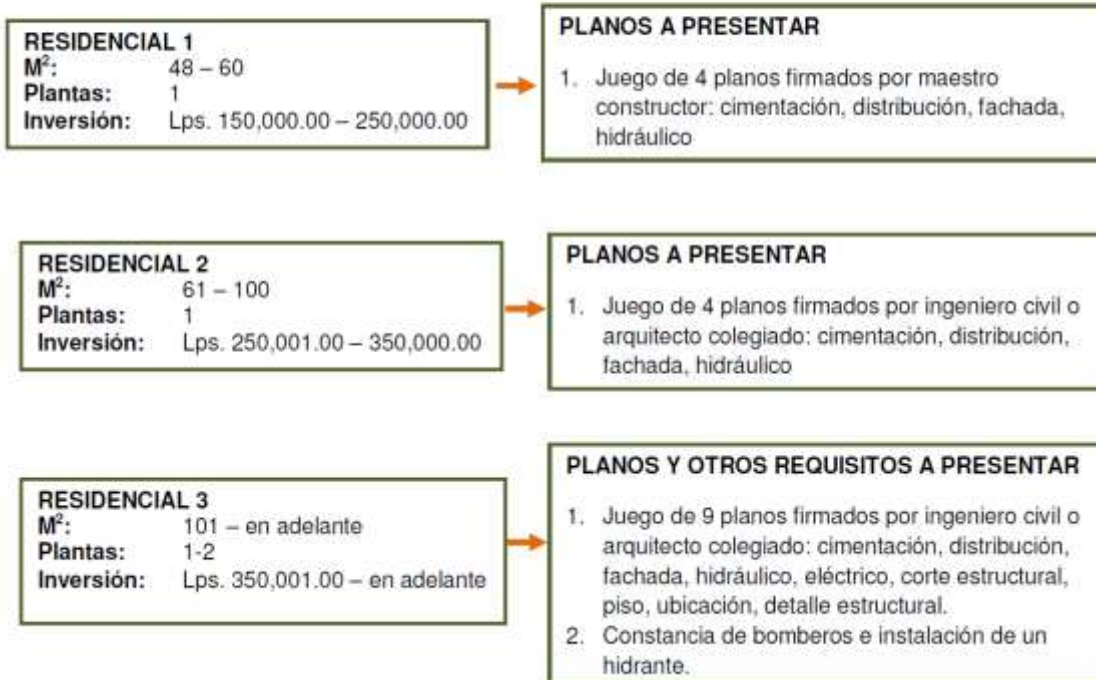 RESIDENCIAL 1
M²: 48 – 60
Plantas: 1
Inversión: Lps. 150,000.00 – 250,000.00
PLANOS A PRESENTAR
1. Juego de 4 planos firmados por maestro
constructor: cimentación, distribución, fachada,
hidráulico
RESIDENCIAL 2
M²: 61 – 100
Plantas: 1
Inversión: Lps. 250,001.00 – 350,000.00
PLANOS A PRESENTAR
1. Juego de 4 planos firmados por ingeniero civil o
arquitecto colegiado: cimentación, distribución,
fachada, hidráulico
RESIDENCIAL 3
M²: 101 – en adelante
Plantas: 1-2
Inversión: Lps. 350,001.00 – en adelante
PLANOS Y OTROS REQUISITOS A PRESENTAR
1. Juego de 9 planos firmados por ingeniero civil o
arquitecto colegiado: cimentación, distribución,
fachada, hidráulico, eléctrico, corte estructural,
piso, ubicación, detalle estructural.
2. Constancia de bomberos e instalación de un
hidrante.